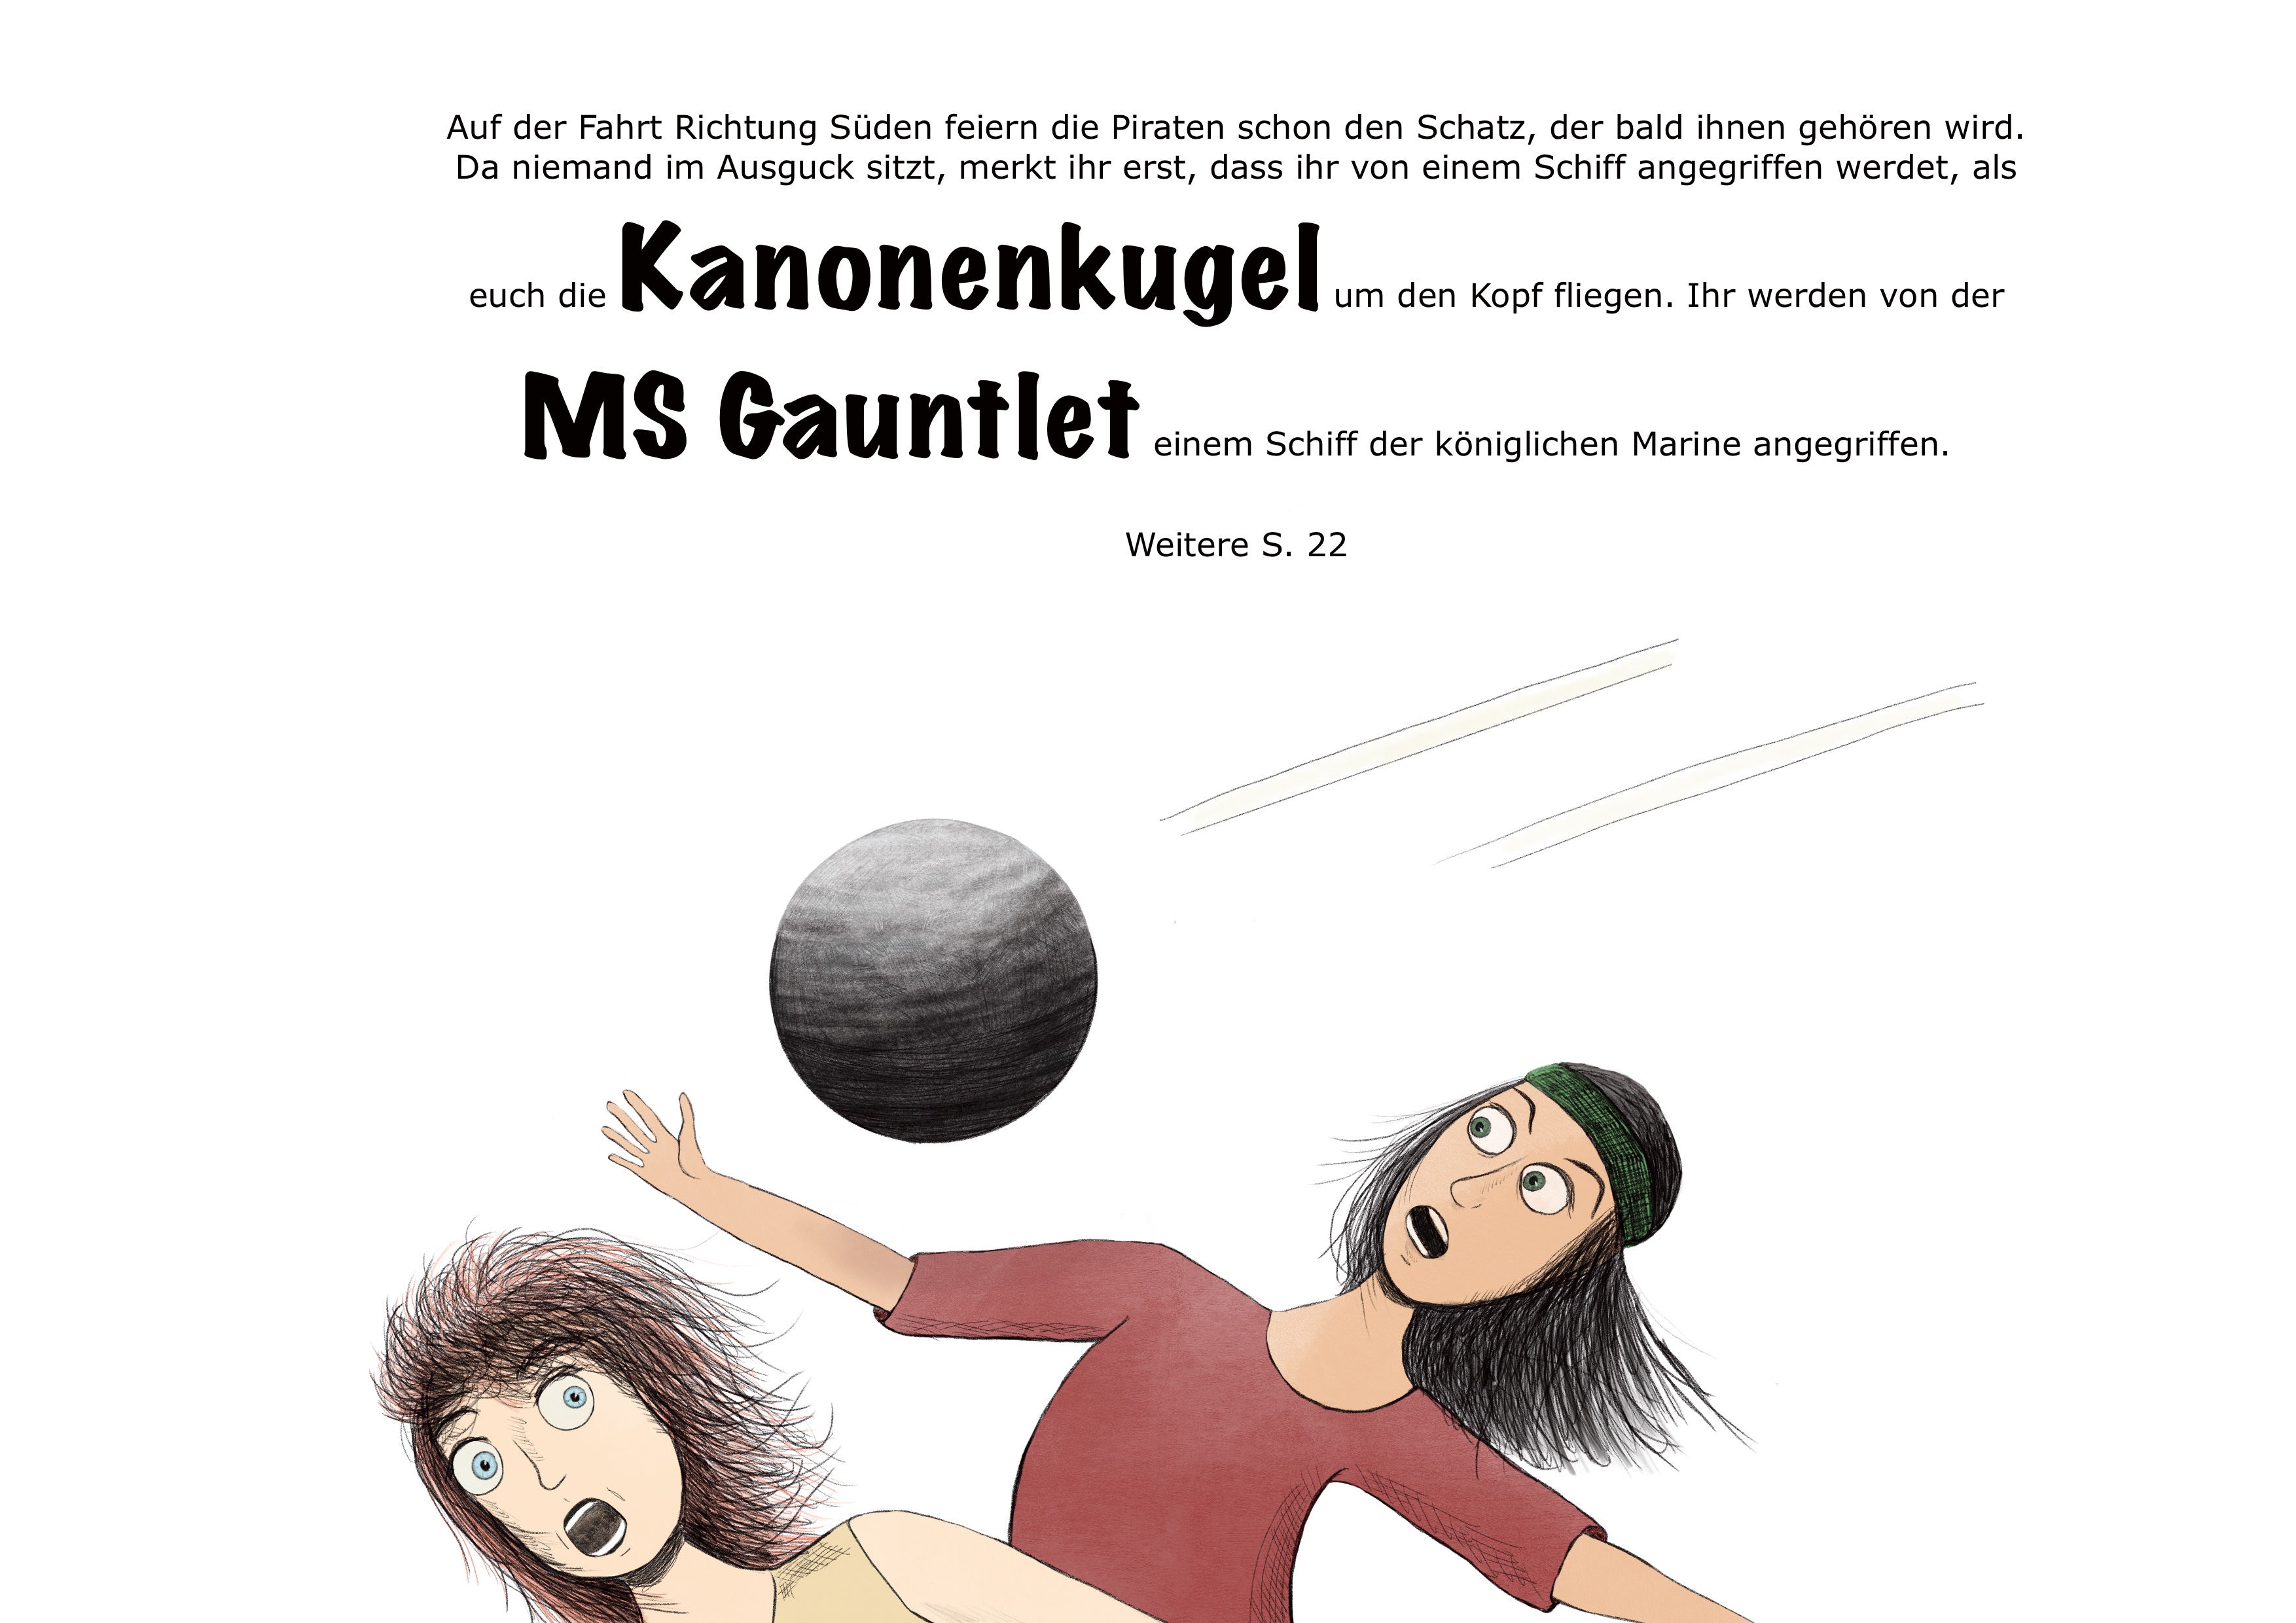 Auf der Fahrt Richtung Süden feiern die Piraten schon den Schatz, der bald ihnen gehören wird.
Da niemand im Ausguck sitzt, merkt ihr erst, dass ihr von einem Schiff angegriffen werdet, als
euch die Kanonenkugel um den Kopf fliegen. Ihr werden von der
MS Gauntlet einem Schiff der königlichen Marine angegriffen.
Weitere S. 22